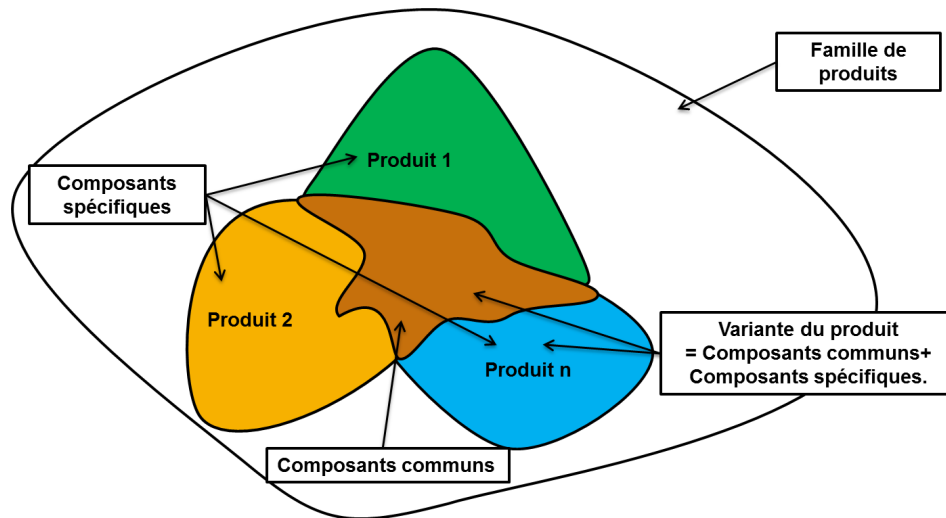 Famille de
produits
Produit 1
Composants
spécifiques
Produit 2
Variante du produit
= Composants communs+
Composants spécifiques.
Produit n
Composants communs